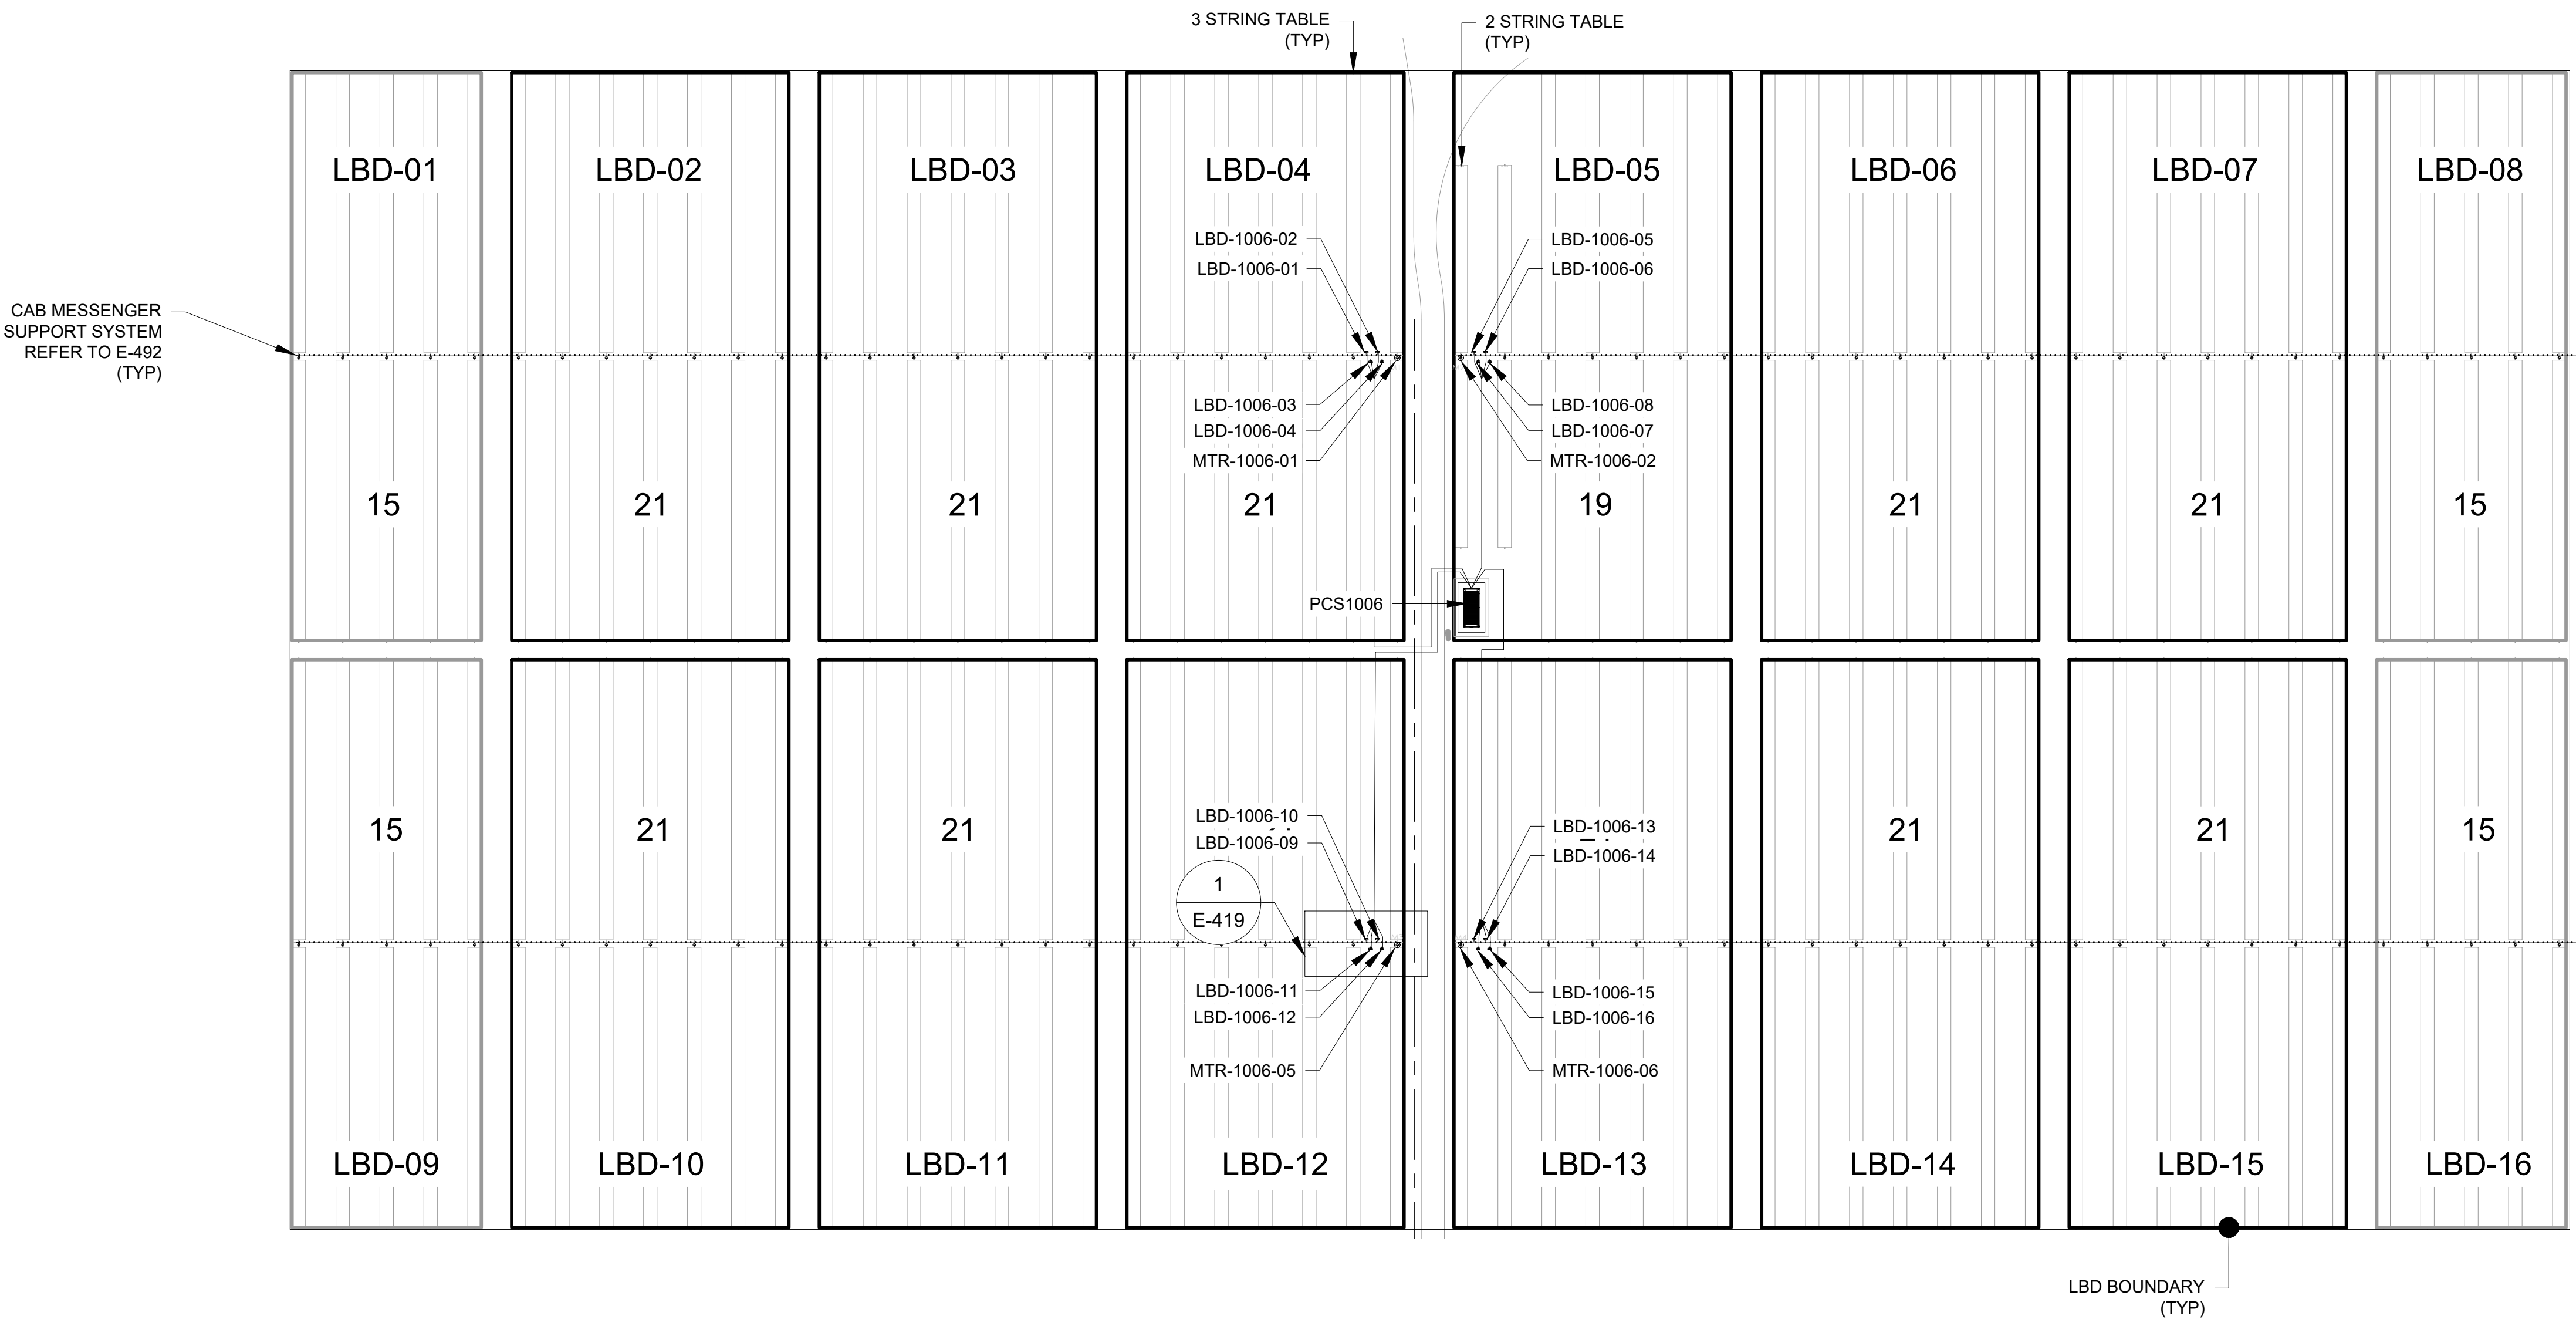 3 STRING TABLE
(TYP)
2 STRING TABLE
(TYP)
LBD-01
LBD-02
LBD-03
LBD-04
LBD-05
LBD-06
LBD-07
LBD-08
LBD-1006-02
LBD-1006-01
LBD-1006-05
LBD-1006-06
CAB MESSENGER
SUPPORT SYSTEM
REFER TO E-492
(TYP)
LBD-1006-03
LBD-1006-04
MTR-1006-01
LBD-1006-08
LBD-1006-07
MTR-1006-02
15
21
21
21
19
21
21
15
PCS1006
15
21
21
LBD-1006-10
LBD-1006-09
LBD-1006-13
LBD-1006-14
21
21
15
1
E-419
LBD-1006-11
LBD-1006-12
MTR-1006-05
LBD-1006-15
LBD-1006-16
MTR-1006-06
LBD-09
LBD-10
LBD-11
LBD-12
LBD-13
LBD-14
LBD-15
LBD-16
LBD BOUNDARY
(TYP)